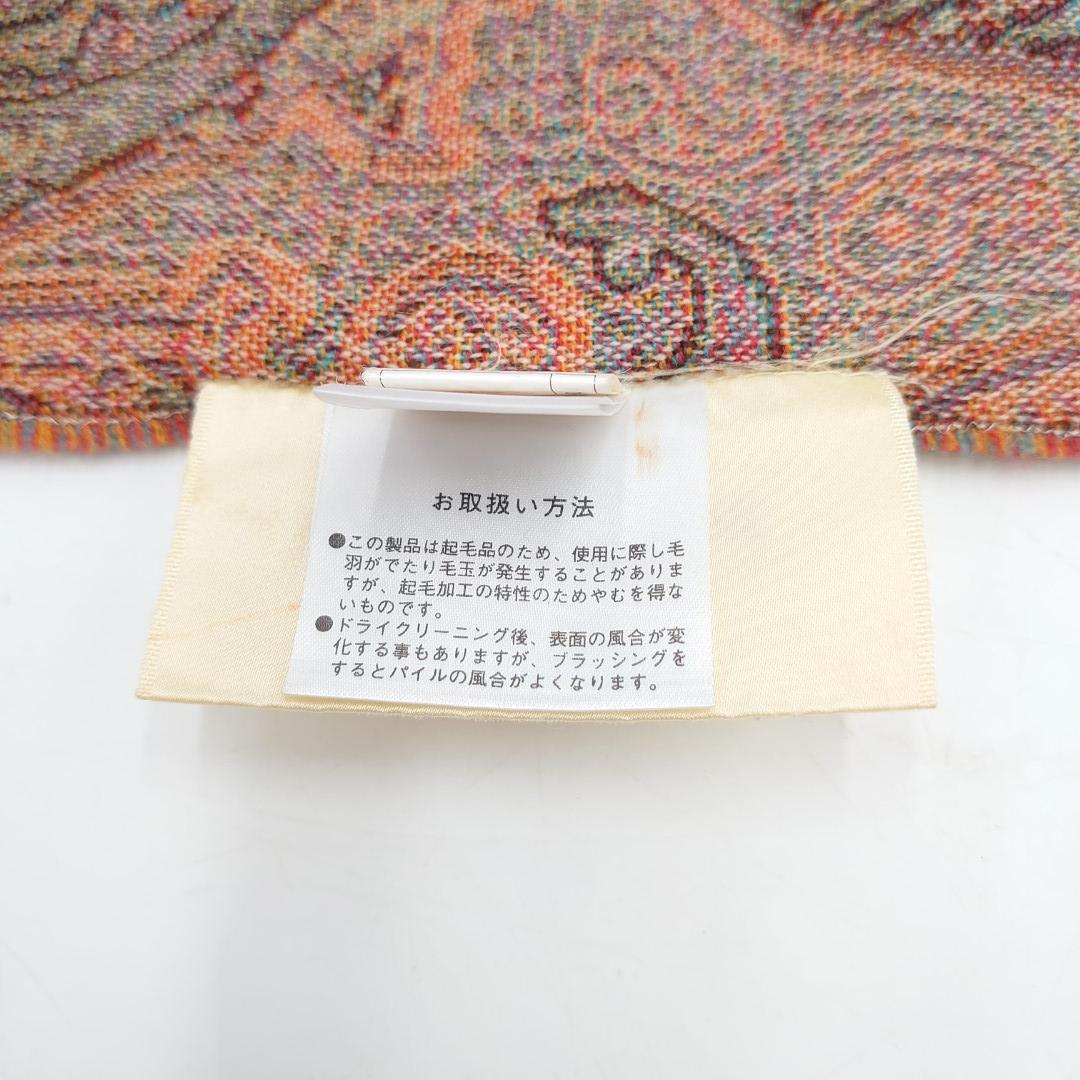 お取扱い方法
●この製品は起毛品のため、使用に際し毛
羽がでたり毛玉が発生することがありま
すが、起毛加工の特性のためやむを得な
いものです。
●ドライクリーニング後、表面の風合が変
化する事もありますが、ブラッシングを
するとパイルの風合がよくなります。